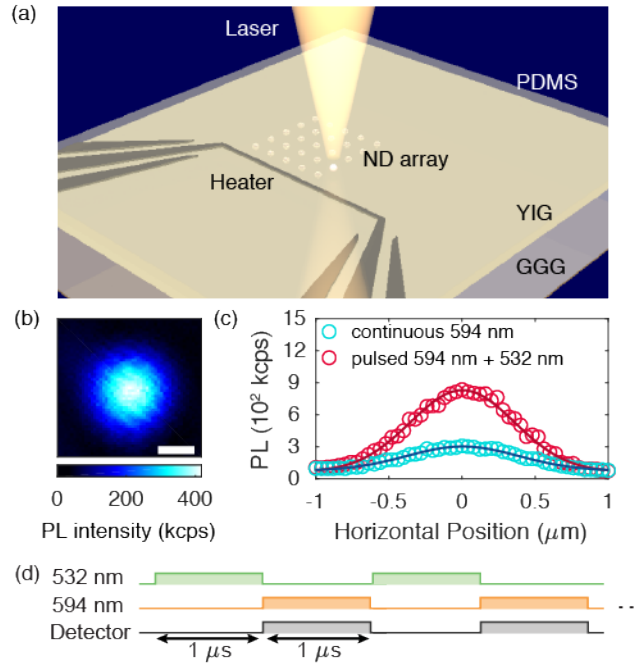 (a)
Laser
PDMS
ND array
Heater
YIG
GGG
(b)
(c)
15
12
9
6
3
0
PL (10² kcps)
continuous 594 nm
pulsed 594 nm + 532 nm
-1 -0.5 0 0.5 1
Horizontal Position (μm)
0 200 400
PL intensity (kcps)
(d)
532 nm
594 nm
Detector
1 μs 1 μs